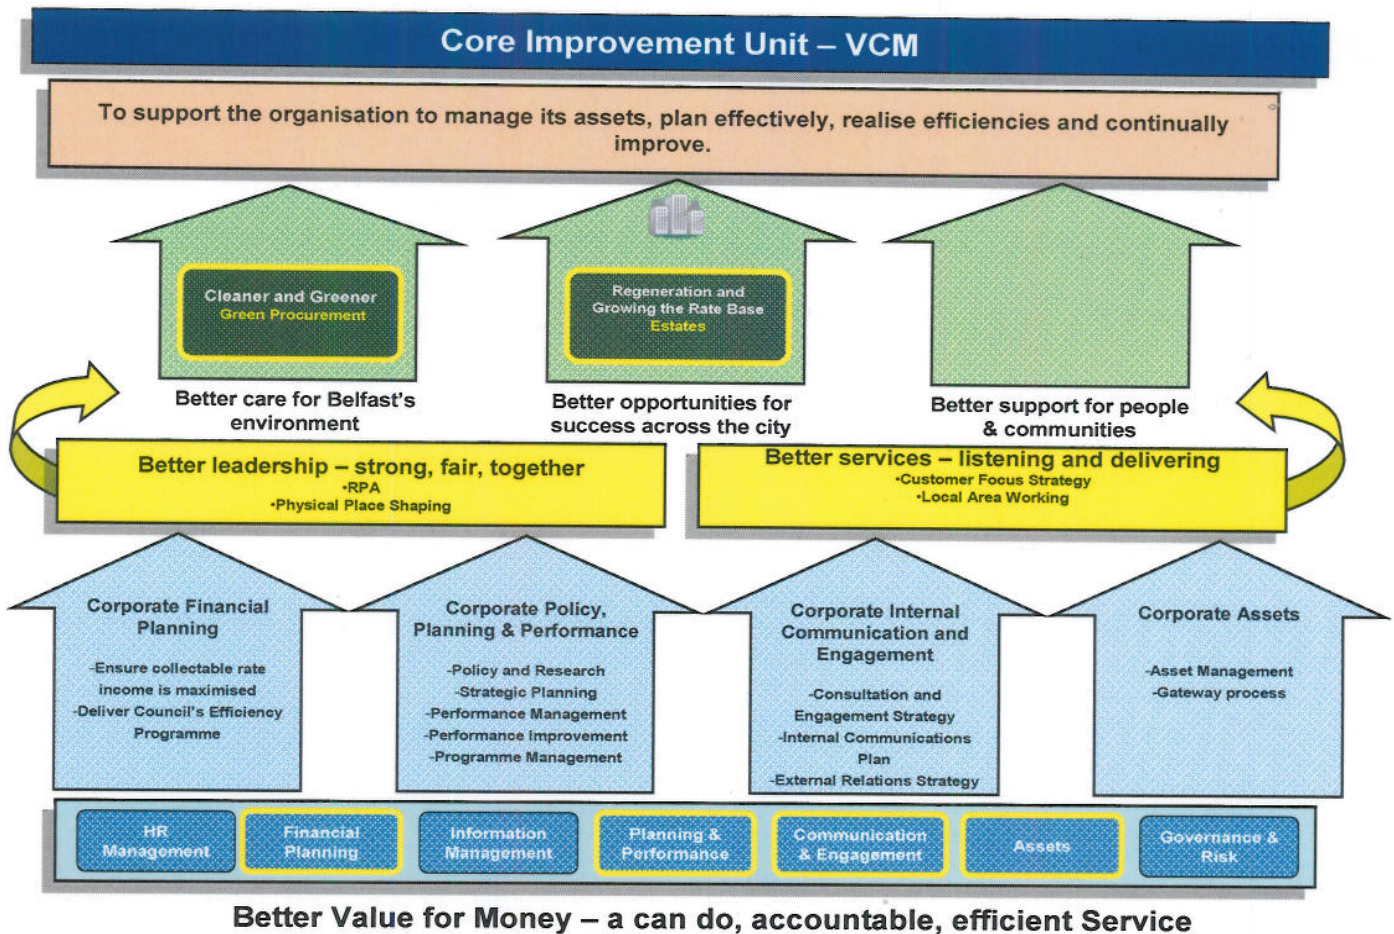 Core Improvement Unit – VCM
To support the organisation to manage its assets, plan effectively, realise efficiencies and continually
improve.
Cleaner and Greener
Green Procurement
Regeneration and
Growing the Rate Base
Estates
Better care for Belfast's
environment
Better opportunities for
success across the city
Better support for people
& communities
Better leadership – strong, fair, together
•RPA
•Physical Place Shaping
Better services – listening and delivering
•Customer Focus Strategy
•Local Area Working
Corporate Financial
Planning
-Ensure collectable rate
income is maximised
-Deliver Council's Efficiency
Programme
Corporate Policy,
Planning & Performance
-Policy and Research
-Strategic Planning
-Performance Management
-Performance Improvement
-Programme Management
Corporate Internal
Communication and
Engagement
-Consultation and
Engagement Strategy
-Internal Communications
Plan
-External Relations Strategy
Corporate Assets
-Asset Management
-Gateway process
HR
Management
Financial
Planning
Information
Management
Planning &
Performance
Communication
& Engagement
Assets
Governance &
Risk
Better Value for Money – a can do, accountable, efficient Service